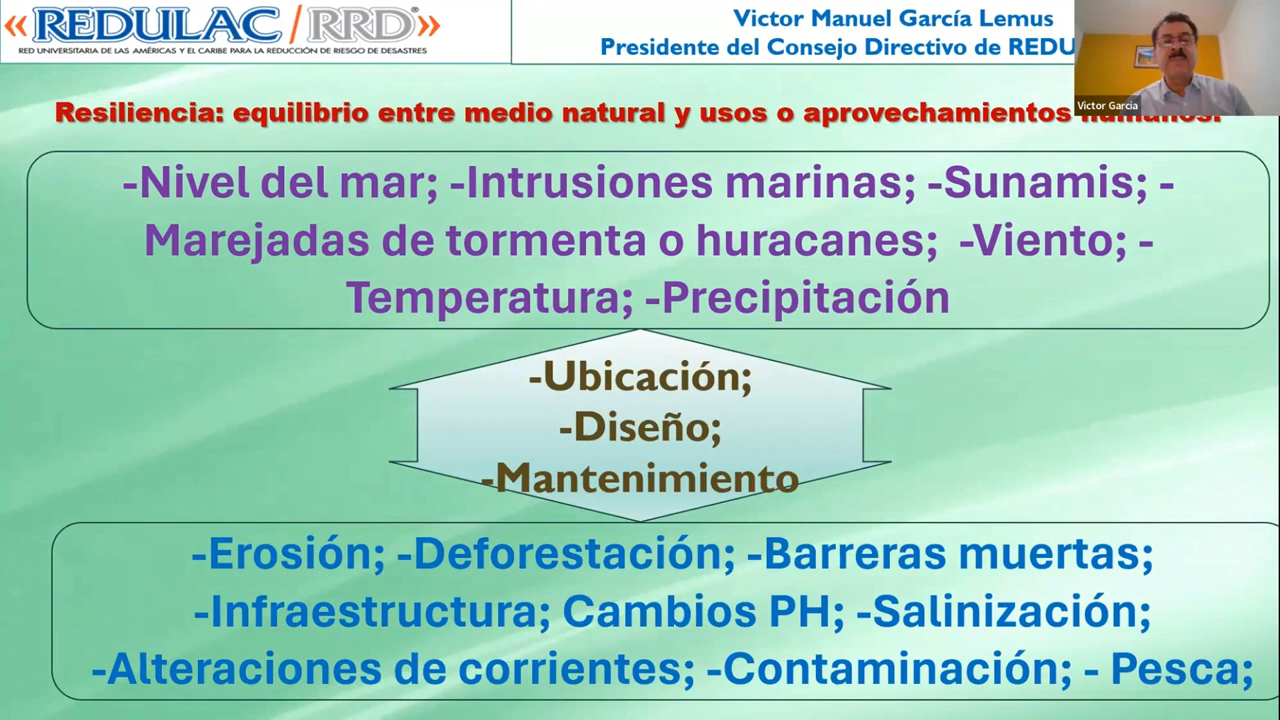 REDULAC/RRD®
RED UNIVERSITARIA DE LAS AMÉRICAS Y EL CARIBE PARA LA REDUCCIÓN DE RIESGO DE DESASTRES
Victor Manuel García Lemus
Presidente del Consejo Directivo de REDU
Victor Garcia
Resiliencia: equilibrio entre medio natural y usos o aprovechamientos humanos.
-Nivel del mar; -Intrusiones marinas; -Sunamis; -
Marejadas de tormenta o huracanes; -Viento; -
Temperatura; -Precipitación
-Ubicación;
-Diseño;
-Mantenimiento
-Erosión; -Deforestación; -Barreras muertas;
-Infraestructura; Cambios PH; -Salinización;
-Alteraciones de corrientes; -Contaminación; - Pesca;